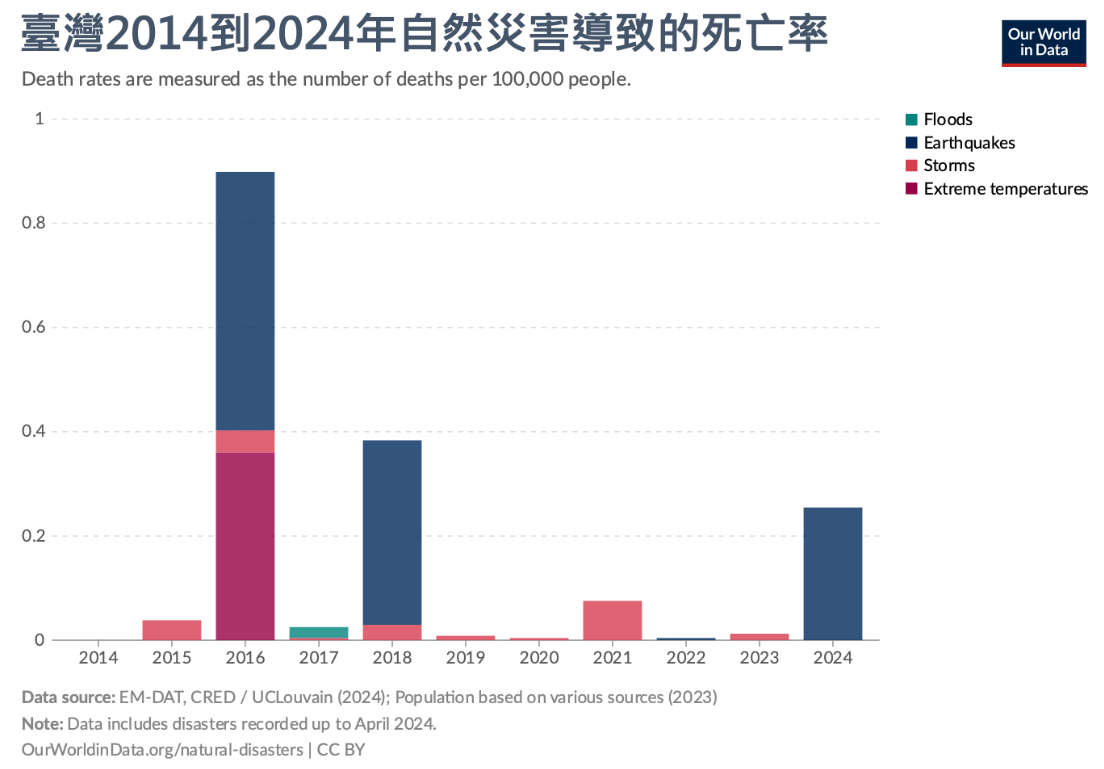 臺灣2014到2024年自然災害導致的死亡率
Our World
in Data
Death rates are measured as the number of deaths per 100,000 people.
Floods
Earthquakes
Storms
Extreme temperatures
1
0.8
0.6
0.4
0.2
0
2014 2015 2016 2017 2018 2019 2020 2021 2022 2023 2024
Data source: EM-DAT, CRED / UCLouvain (2024); Population based on various sources (2023)
Note: Data includes disasters recorded up to April 2024.
OurWorldinData.org/natural-disasters | CC BY